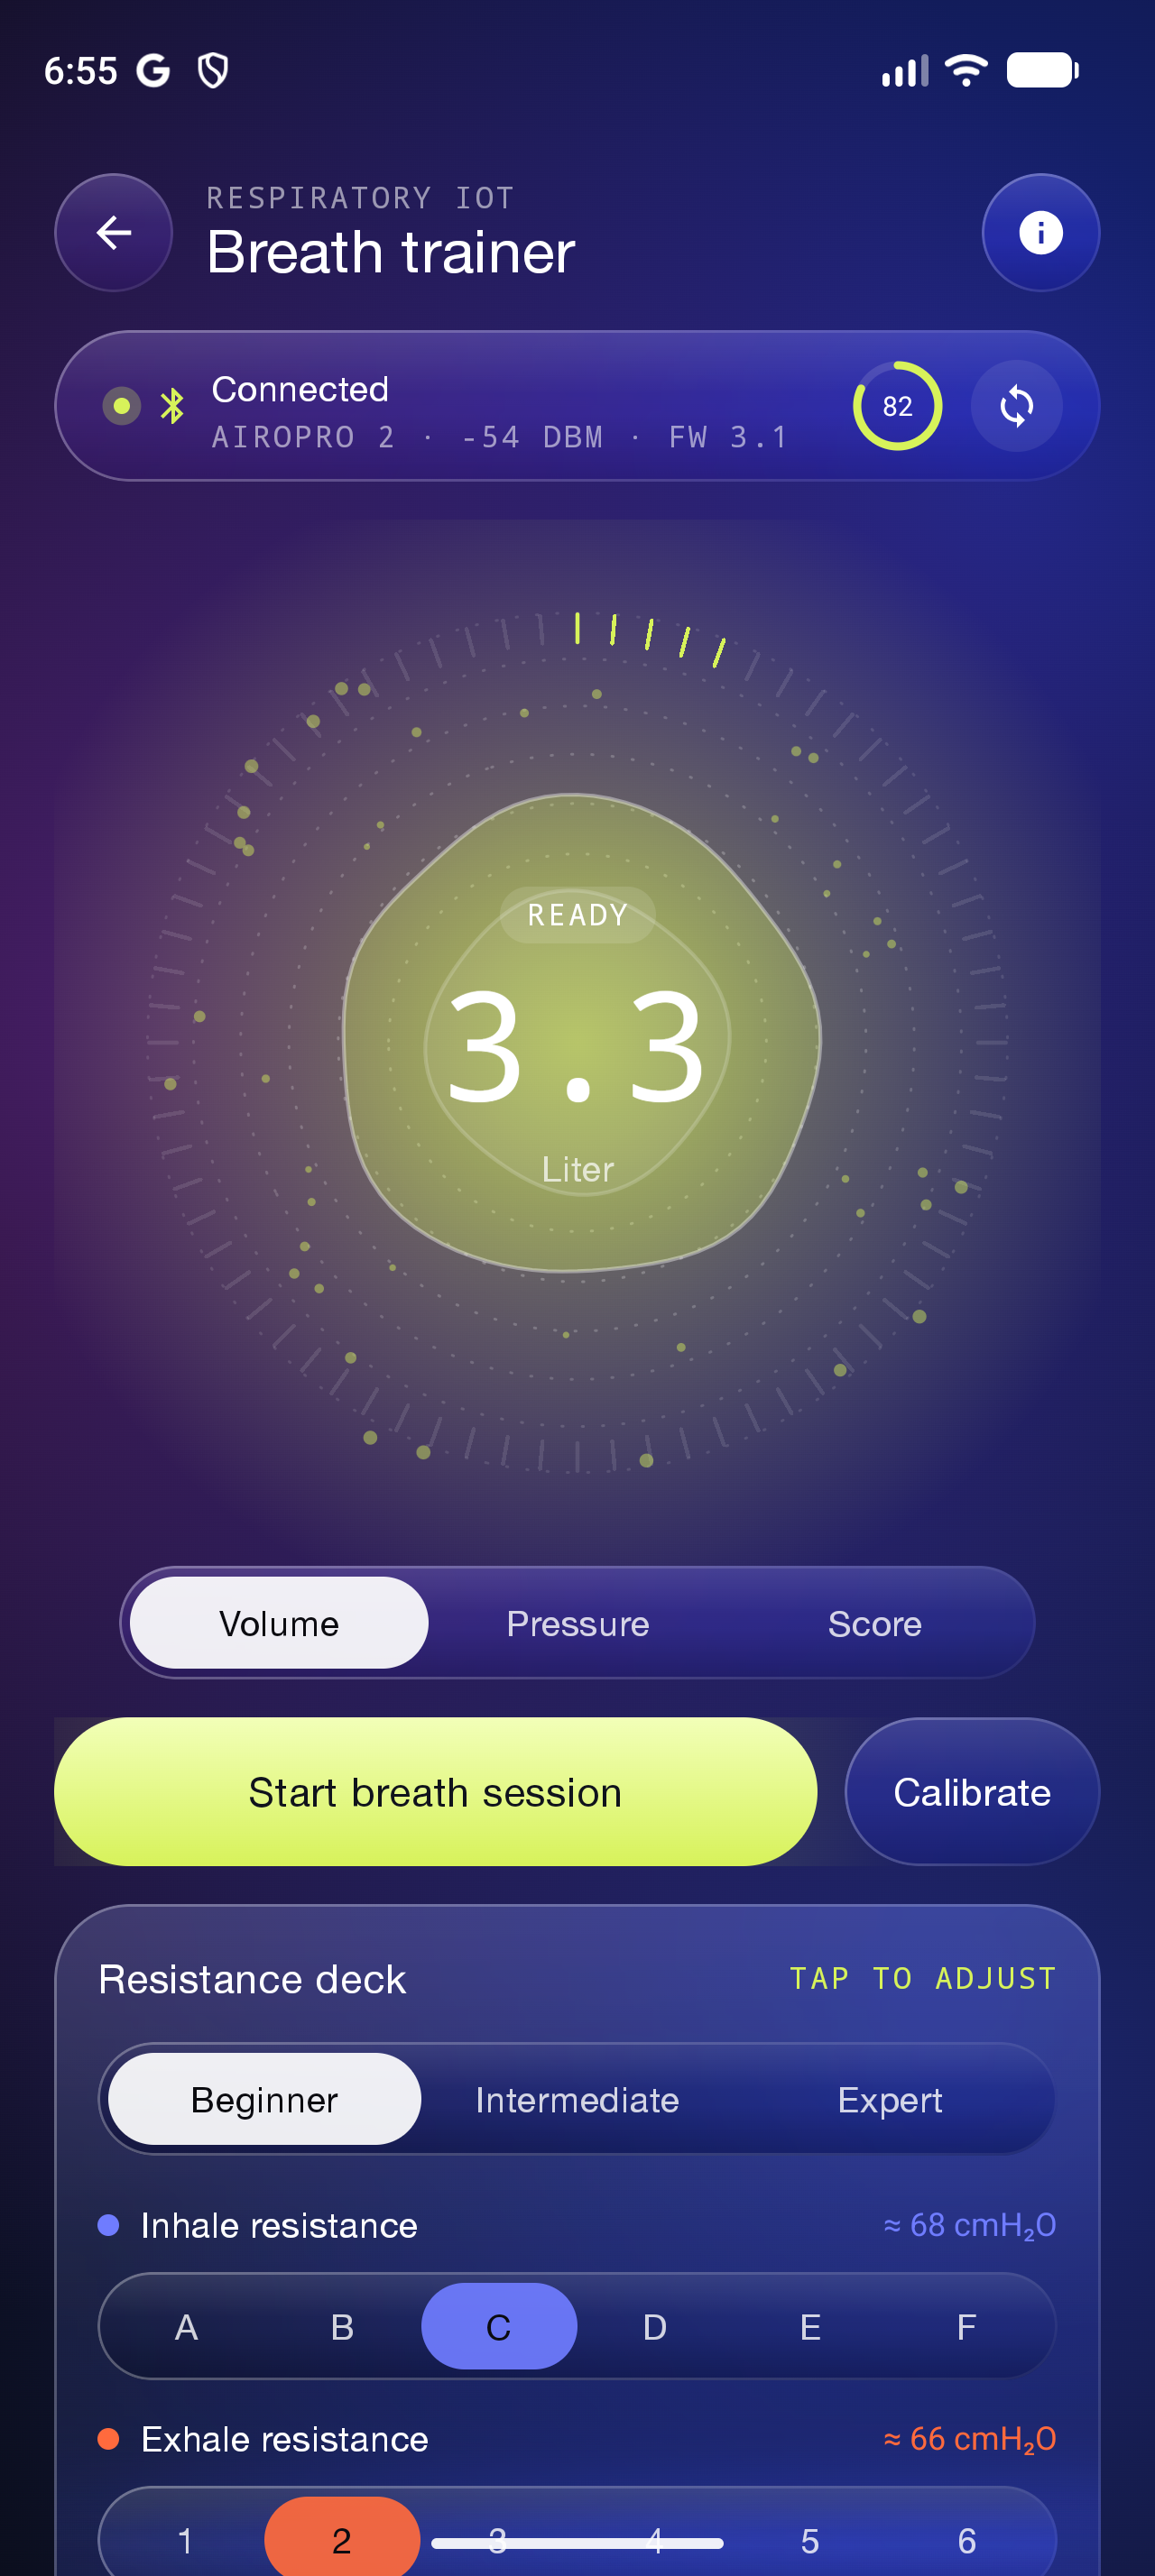 6:55
RESPIRATORY IOT
Breath trainer
Connected
AIROPRO 2 · -54 DBM · FW 3.1
82
READY
3.3
Liter
Volume Pressure Score
Start breath session Calibrate
Resistance deck TAP TO ADJUST
Beginner Intermediate Expert
Inhale resistance ≈ 68 cmH₂O
A B C D E F
Exhale resistance ≈ 66 cmH₂O
1 2 3 4 5 6